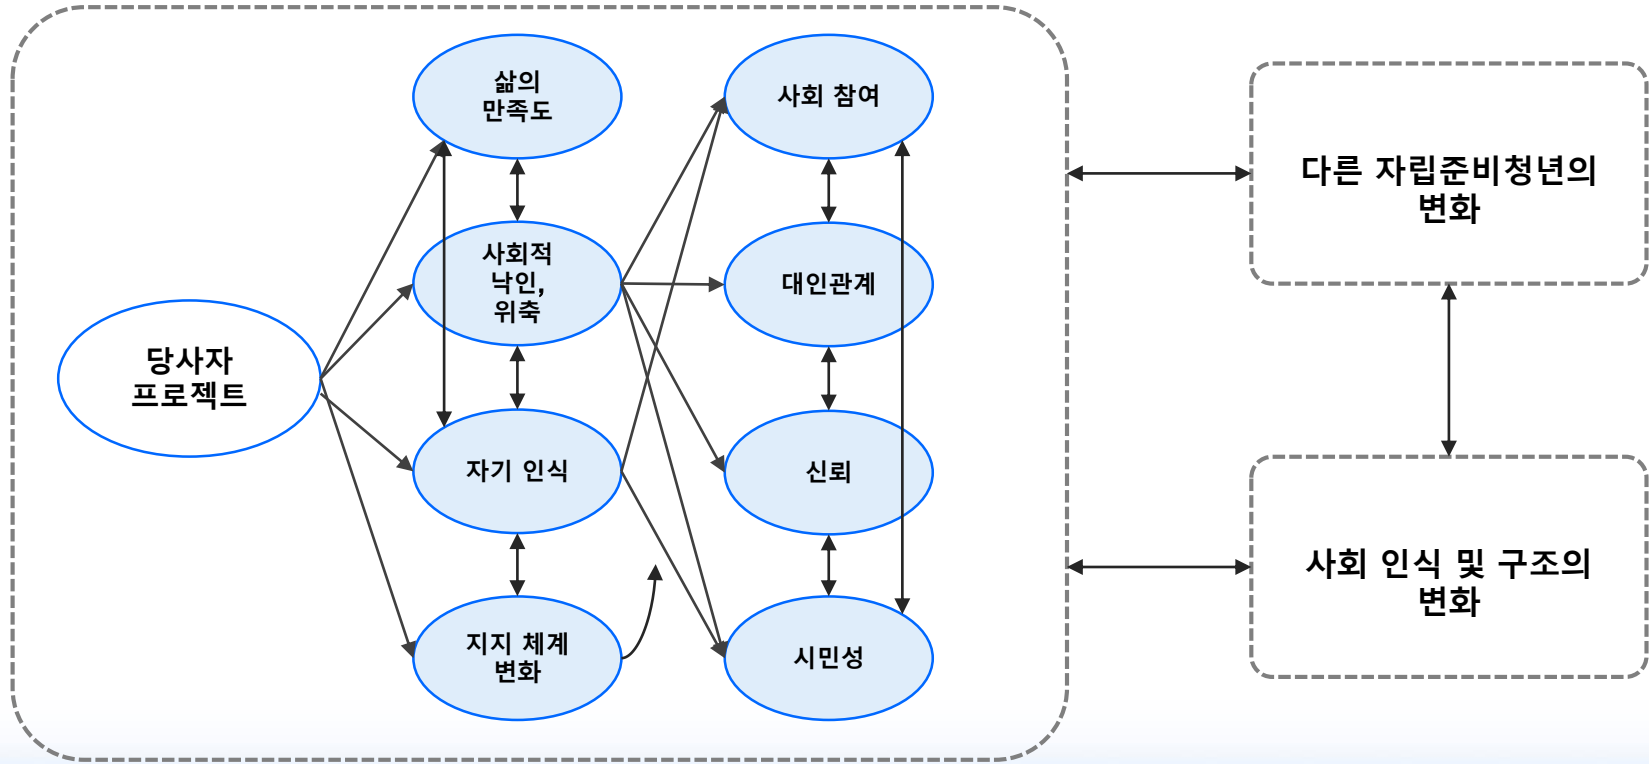 당사자
프로젝트
삶의
만족도
사회적
낙인,
위축
자기 인식
지지 체계
변화
사회 참여
대인관계
신뢰
시민성
다른 자립준비청년의
변화
사회 인식 및 구조의
변화